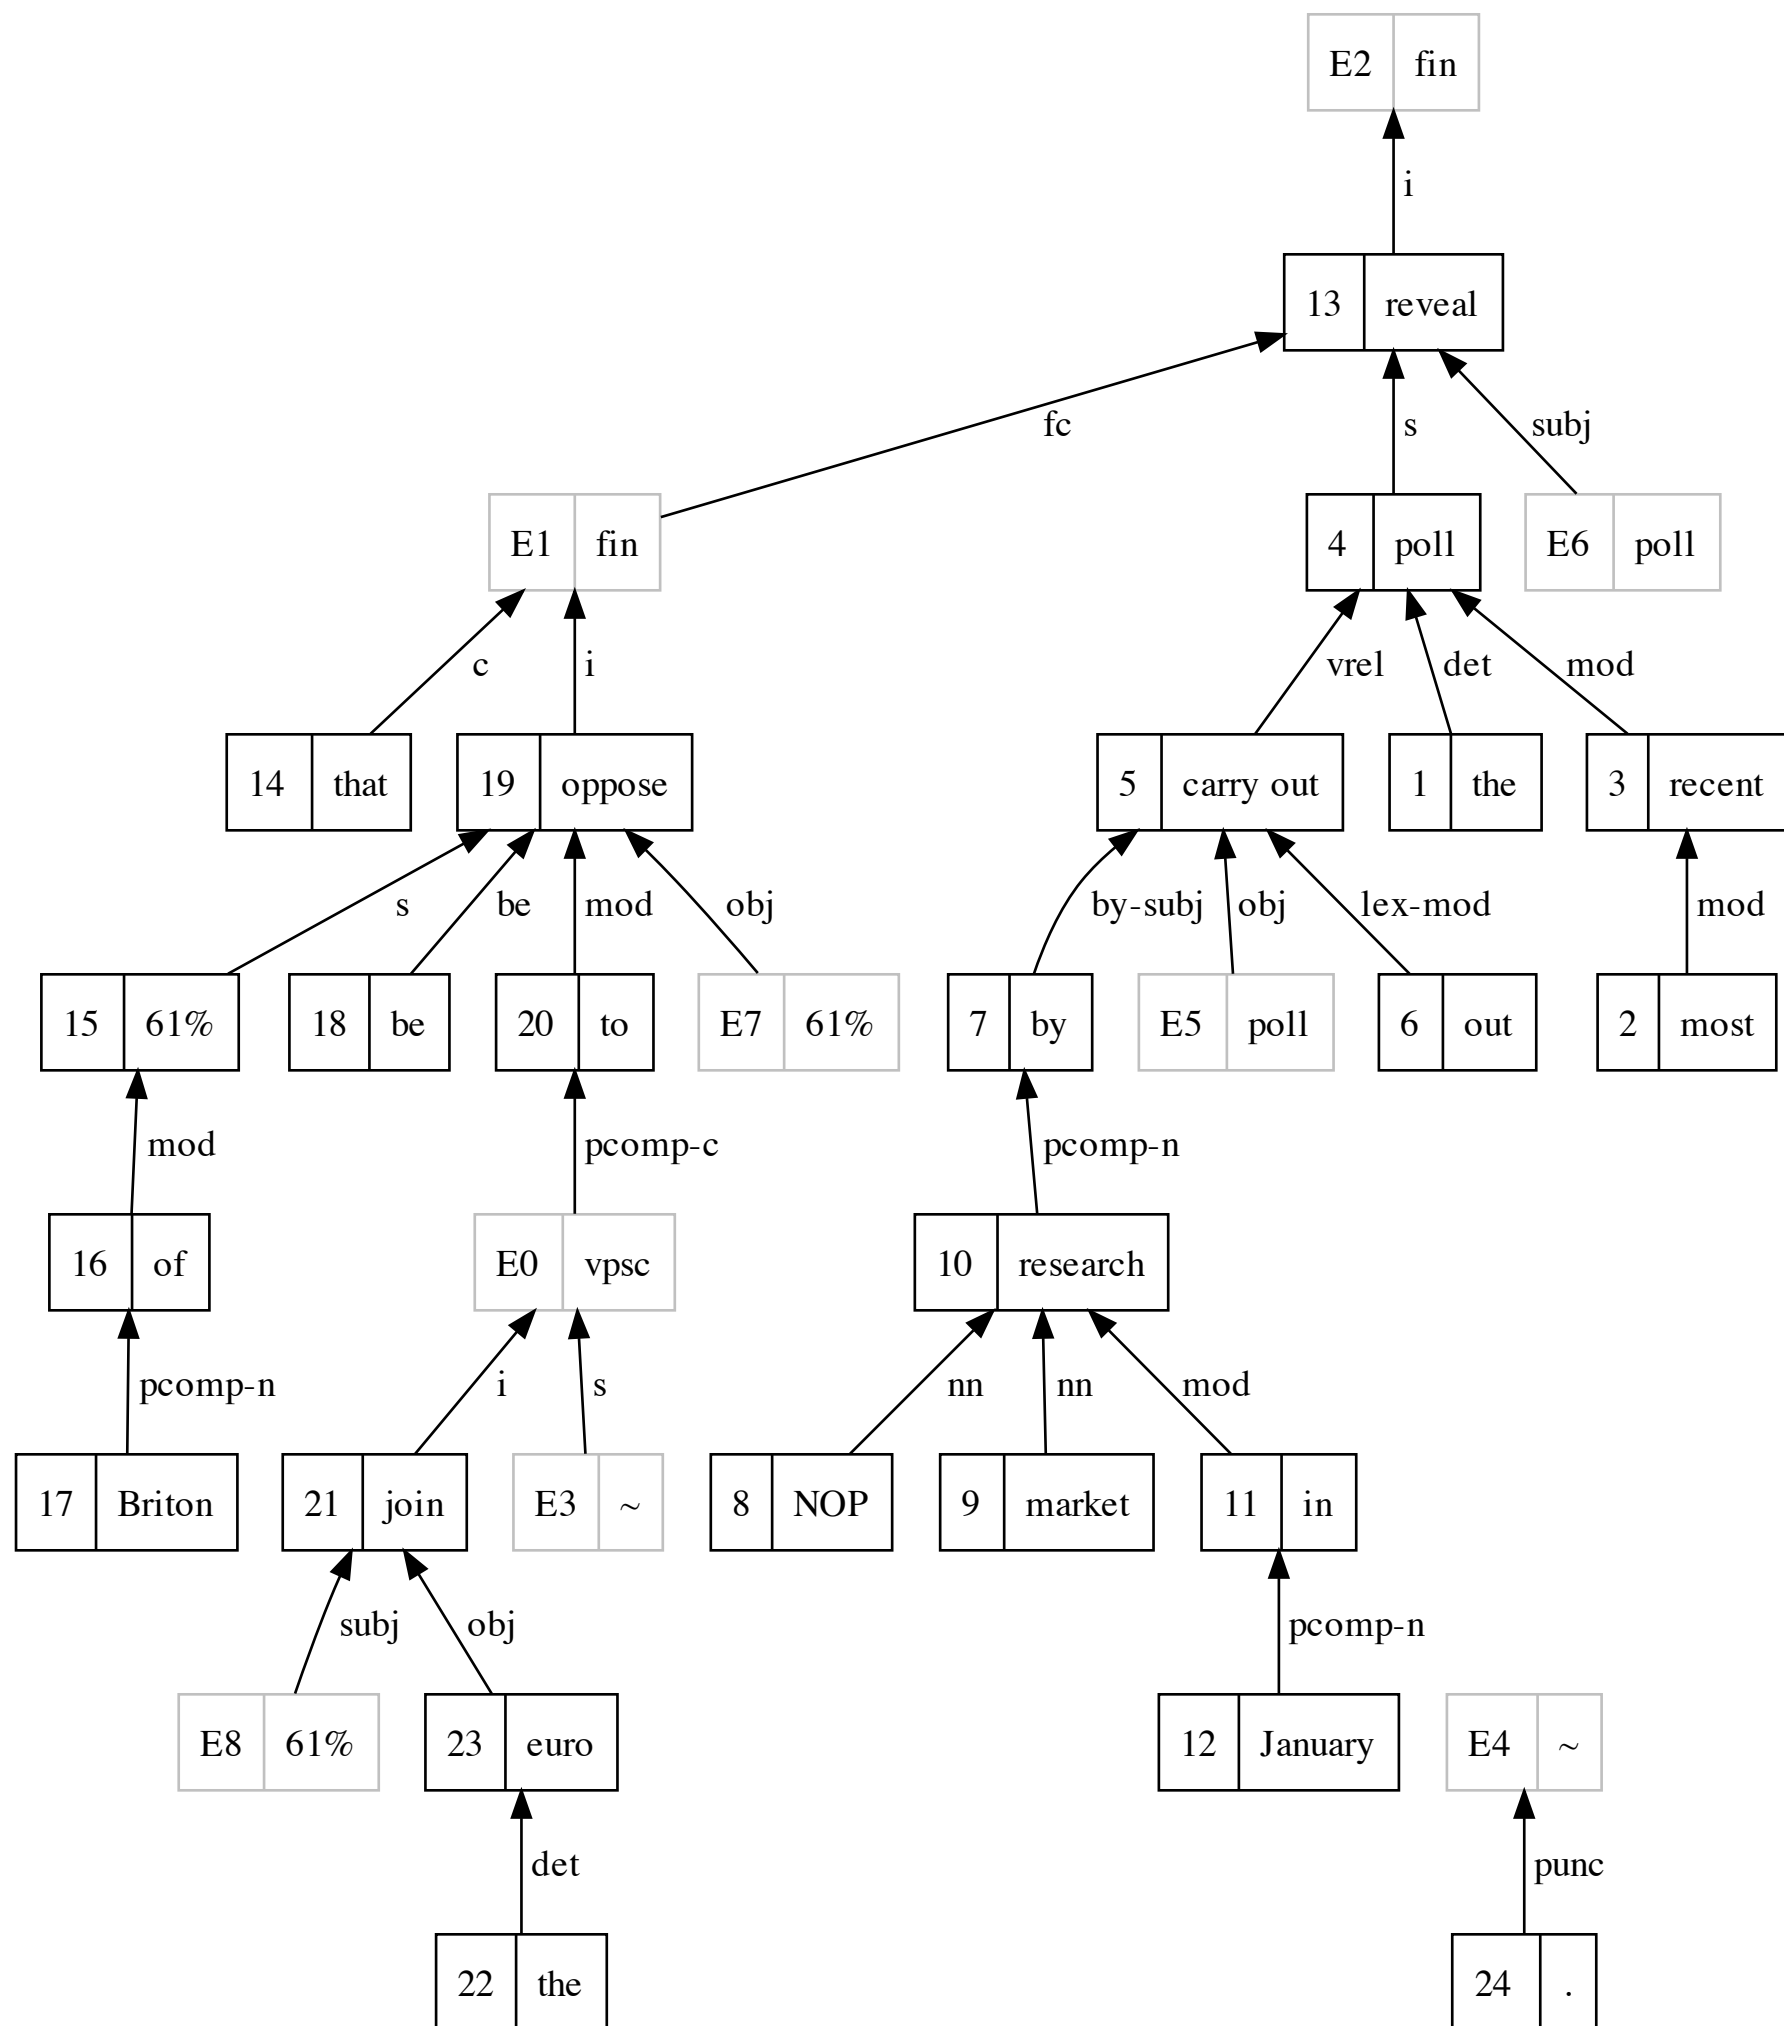 E2 fin
i
13 reveal
fc s subj
E1 fin 4 poll E6 poll
c i vrel det mod
14 that 19 oppose 5 carry out 1 the 3 recent
s be mod obj by-subj obj lex-mod mod
15 61% 18 be 20 to E7 61% 7 by E5 poll 6 out 2 most
mod pcomp-c pcomp-n
16 of E0 vpsc 10 research
pcomp-n i s nn nn mod
17 Briton 21 join E3 ~ 8 NOP 9 market 11 in
subj obj pcomp-n
E8 61% 23 euro 12 January E4 ~
det punc
22 the 24 .